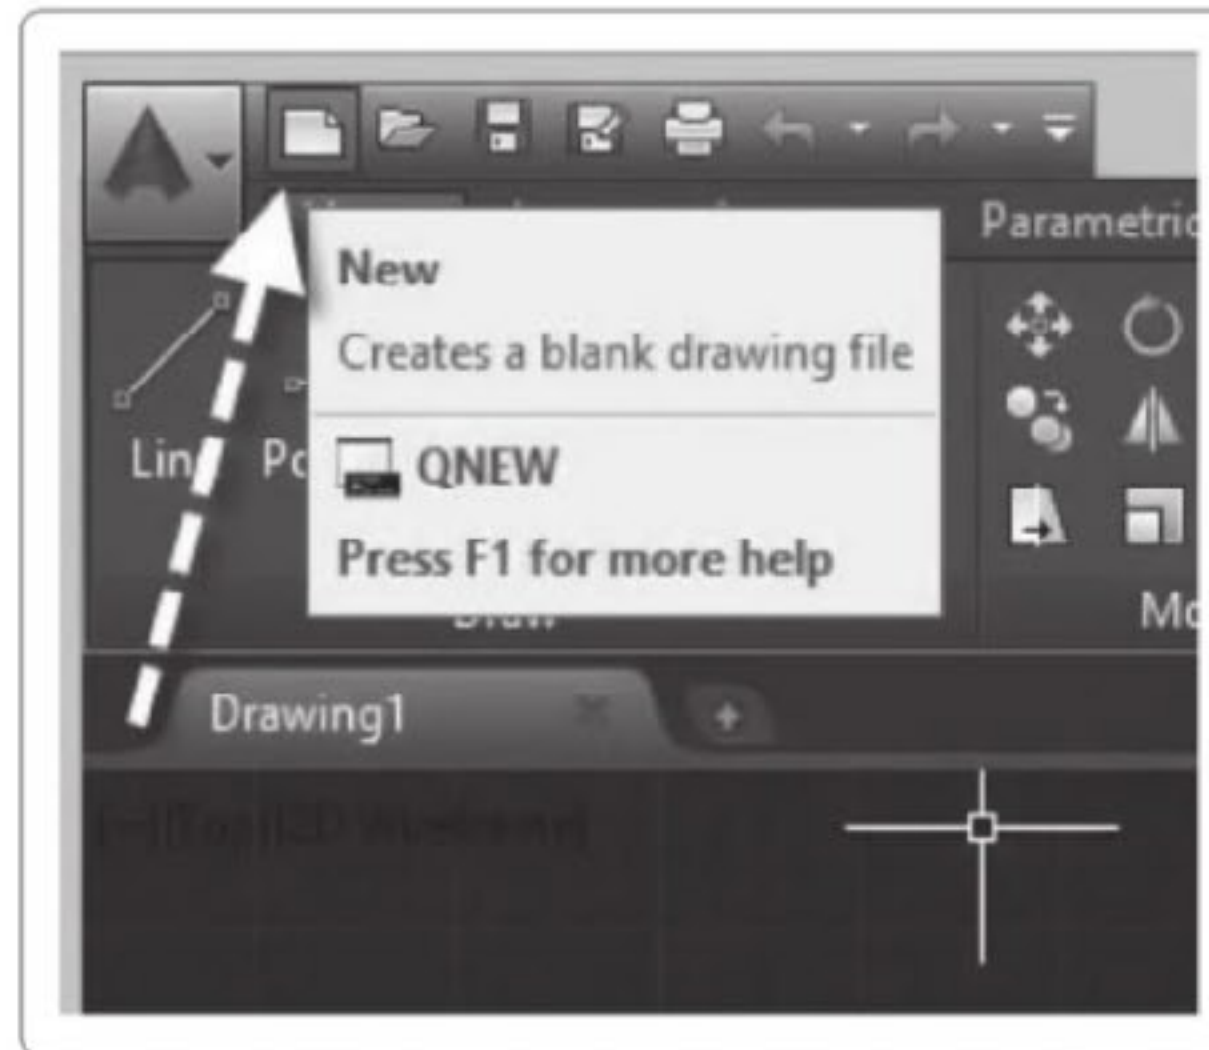 Parametric
New
Creates a blank drawing file
QNEW
Press F1 for more help
Drawing1